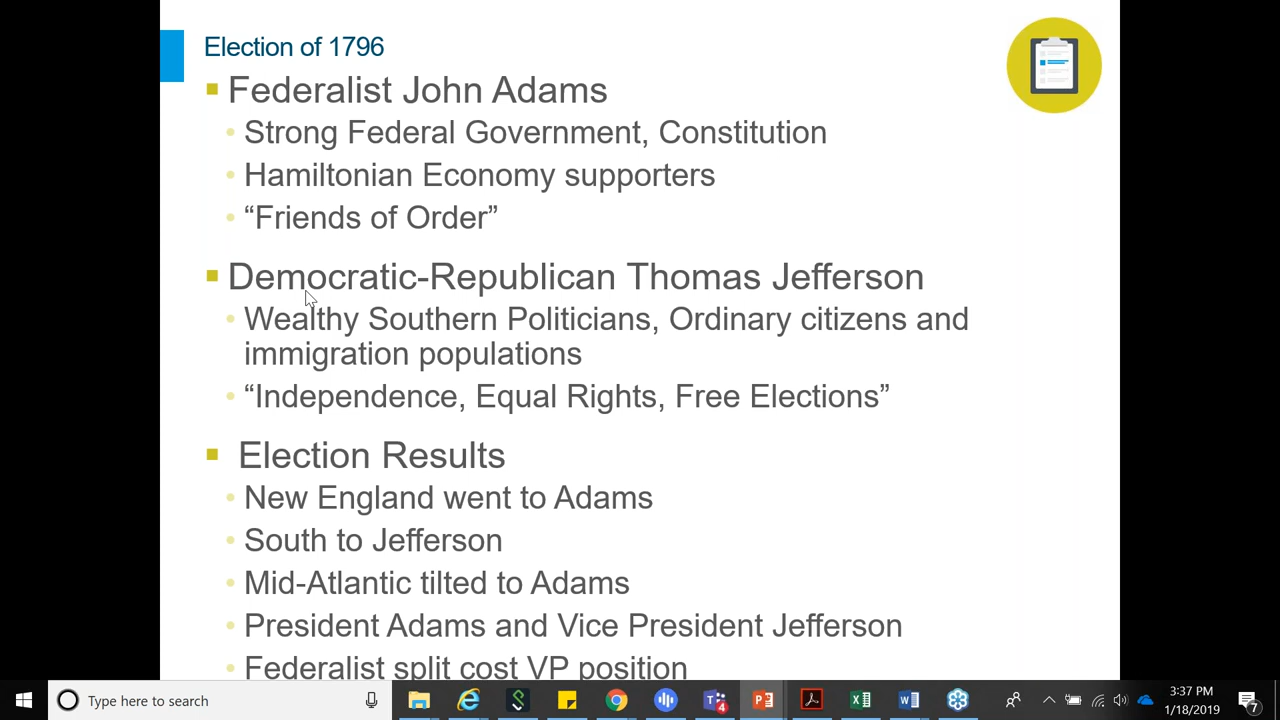 Election of 1796
Federalist John Adams
Strong Federal Government, Constitution
Hamiltonian Economy supporters
“Friends of Order”
Democratic-Republican Thomas Jefferson
Wealthy Southern Politicians, Ordinary citizens and
immigration populations
“Independence, Equal Rights, Free Elections”
Election Results
New England went to Adams
South to Jefferson
Mid-Atlantic tilted to Adams
President Adams and Vice President Jefferson
Federalist split cost VP position
Type here to search
4
3:37 PM
1/18/2019
7